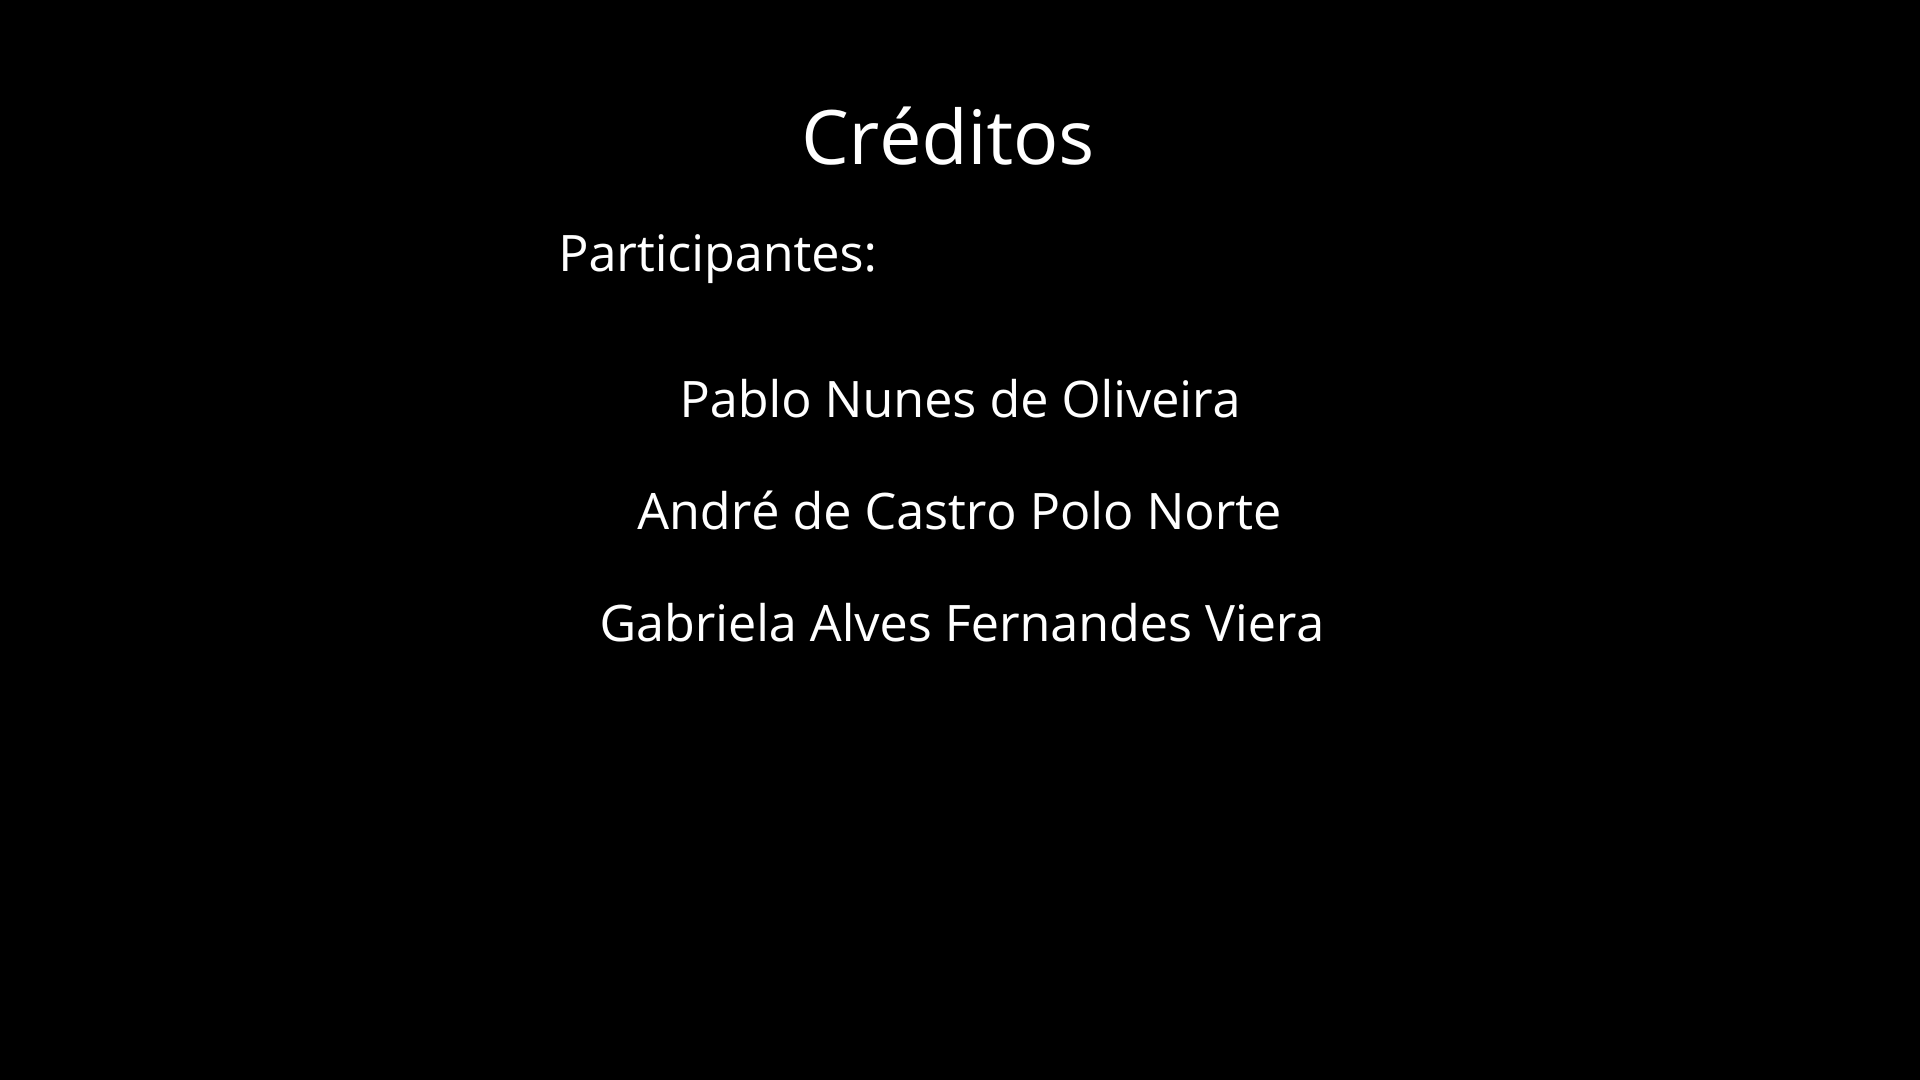 Créditos
Participantes:
Pablo Nunes de Oliveira
André de Castro Polo Norte
Gabriela Alves Fernandes Viera